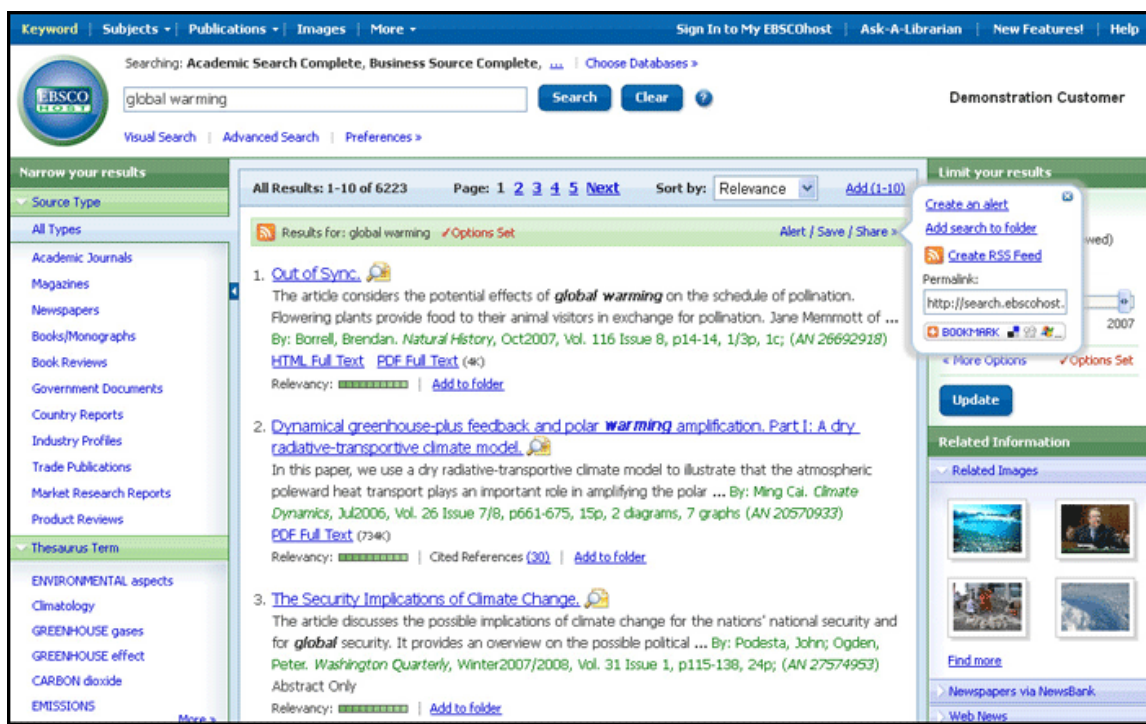 Keyword | Subjects | Publications | Images | More
Sign In to My EBSCOhost | Ask-A-Librarian | New Features! | Help
Searching: Academic Search Complete, Business Source Complete, ... | Choose Databases »
EBSCO
HOST
global warming
Search
Clear
?
Demonstration Customer
Visual Search | Advanced Search | Preferences »
Narrow your results
Source Type
All Types
Academic Journals
Magazines
Newspapers
Books/Monographs
Book Reviews
Government Documents
Country Reports
Industry Profiles
Trade Publications
Market Research Reports
Product Reviews
Thesaurus Term
ENVIRONMENTAL aspects
Climatology
GREENHOUSE gases
GREENHOUSE effect
CARBON dioxide
EMISSIONS
More »
All Results: 1-10 of 6223 Page: 1 2 3 4 5 Next Sort by: Relevance Add (1-10)
Results for: global warming ✓Options Set Alert / Save / Share »
1. Out of Sync.
The article considers the potential effects of global warming on the schedule of pollination.
Flowering plants provide food to their animal visitors in exchange for pollination. Jane Memmott of ...
By: Borrell, Brendan. Natural History, Oct2007, Vol. 116 Issue 8, p14-14, 1/3p, 1c; (AN 26692918)
HTML Full Text PDF Full Text (4K)
Relevancy: | Add to folder
2. Dynamical greenhouse-plus feedback and polar warming amplification. Part I: A dry
radiative-transportive climate model.
In this paper, we use a dry radiative-transportive climate model to illustrate that the atmospheric
poleward heat transport plays an important role in amplifying the polar ... By: Ming Cai. Climate
Dynamics, Jul2006, Vol. 26 Issue 7/8, p661-675, 15p, 2 diagrams, 7 graphs (AN 20570933)
PDF Full Text (734K)
Relevancy: | Cited References (30) | Add to folder
3. The Security Implications of Climate Change.
The article discusses the possible implications of climate change for the nations' national security and
for global security. It provides an overview on the possible political ... By: Podesta, John; Ogden,
Peter. Washington Quarterly, Winter2007/2008, Vol. 31 Issue 1, p115-138, 24p; (AN 27574953)
Abstract Only
Relevancy: | Add to folder
Limit your results
Create an alert
Add search to folder
Create RSS Feed
Permalink:
http://search.ebscohost.
BOOKMARK
wed)
2007
« More Options ✓Options Set
Update
Related Information
Related Images
Find more
Newspapers via NewsBank
Web News